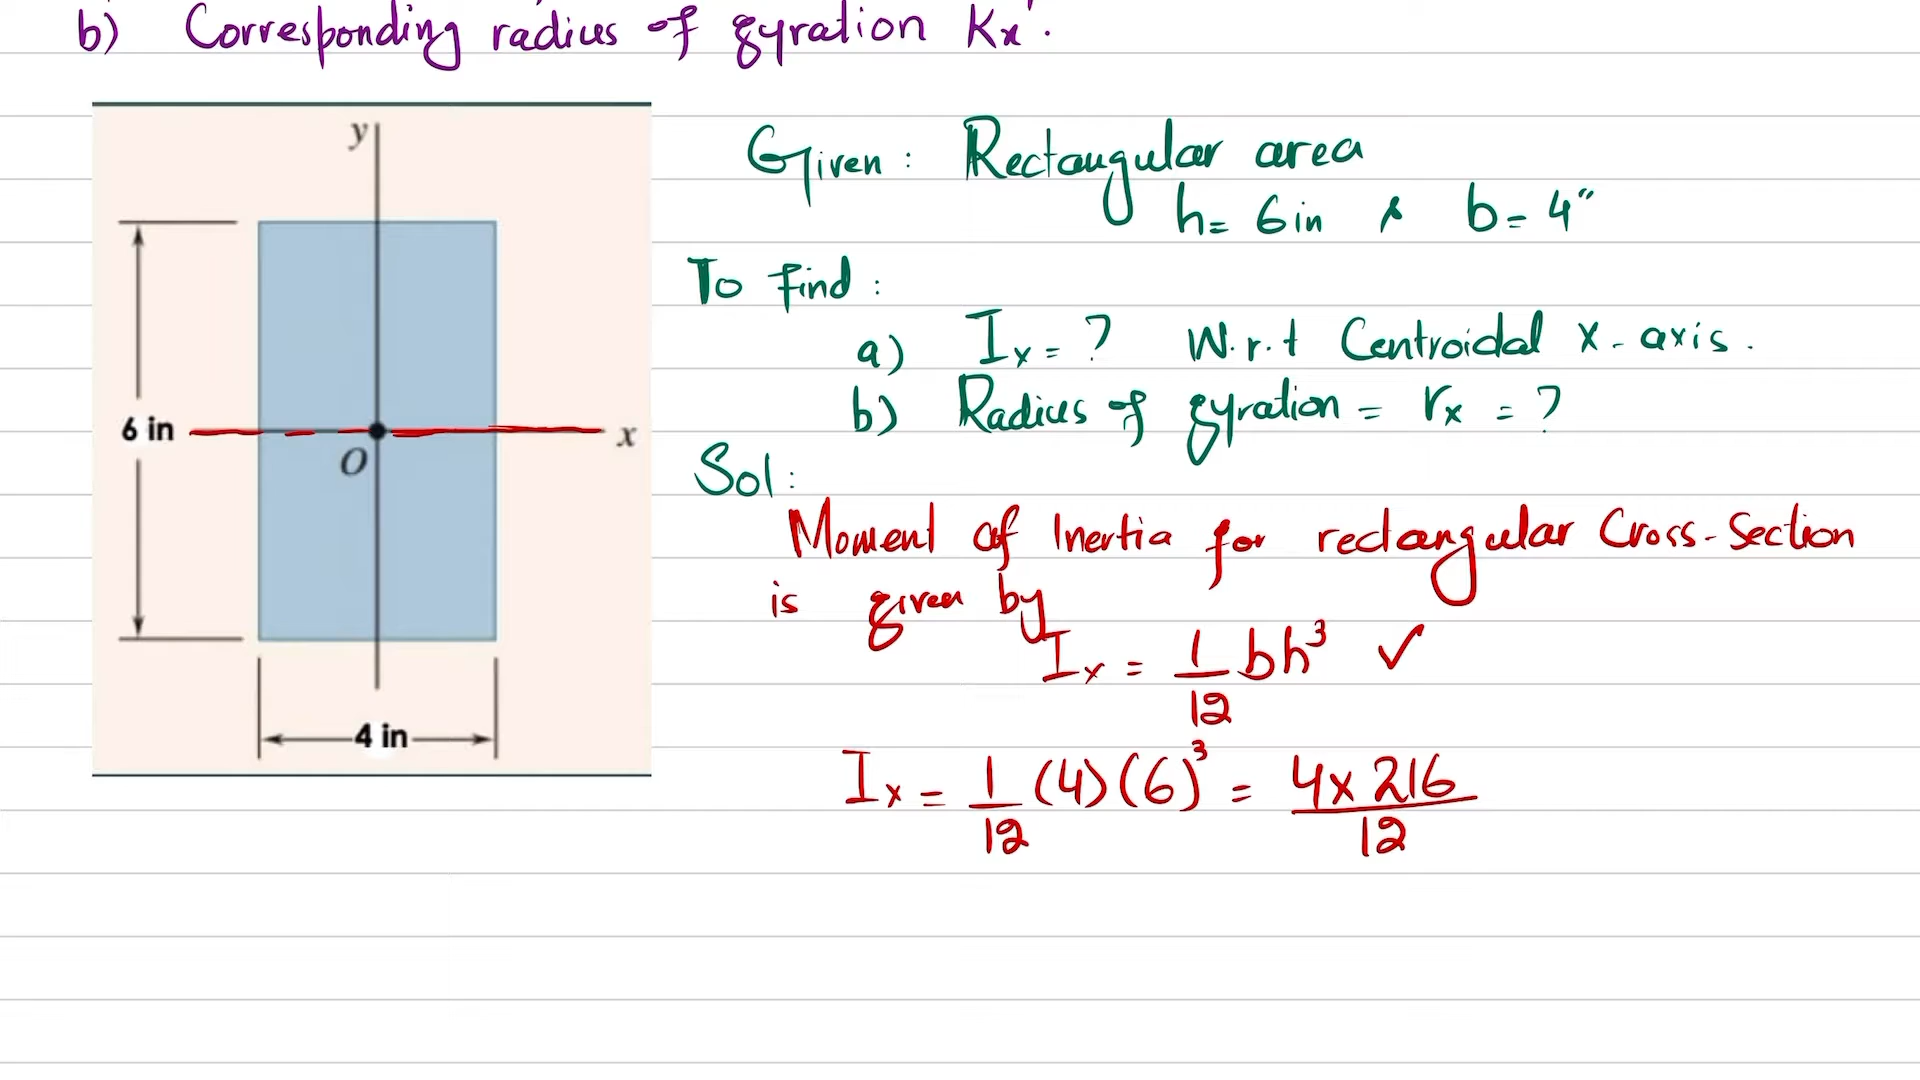 b) Corresponding radius of gyration Kx'.
y
6 in
x
O
4 in
Given: Rectangular area
h= 6in & b= 4"
To find:
a) Ix = ? W.r.t Centroidal x-axis.
b) Radius of gyration = rx = ?
Sol:
Moment of Inertia for rectangular Cross-Section
is given by
Ix = 1/12 bh³ ✓
Ix = 1/12 (4)(6)³ = 4x216/12